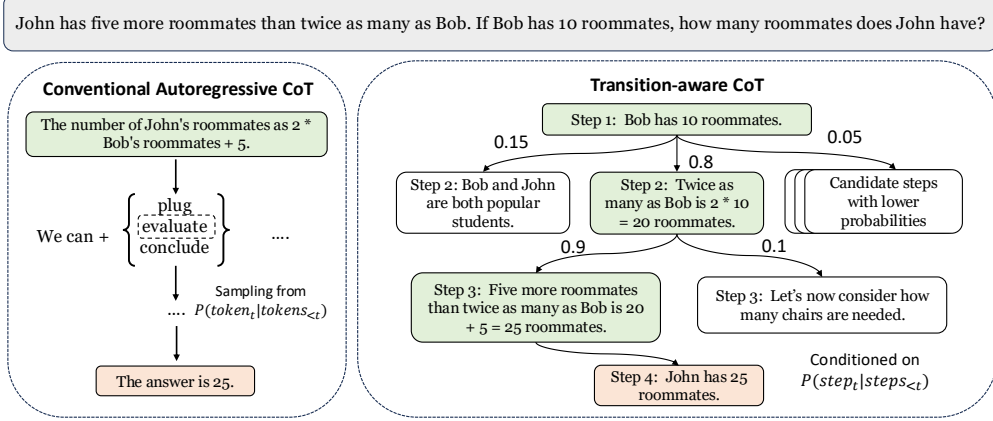 John has five more roommates than twice as many as Bob. If Bob has 10 roommates, how many roommates does John have?
Conventional Autoregressive CoT
The number of John's roommates as 2 *
Bob's roommates + 5.
We can +
plug
evaluate
conclude
....
Sampling from
.... P(token_t|tokens_{<t})
The answer is 25.
Transition-aware CoT
Step 1: Bob has 10 roommates.
0.15
0.8
0.05
Step 2: Bob and John
are both popular
students.
Step 2: Twice as
many as Bob is 2 * 10
= 20 roommates.
Candidate steps
with lower
probabilities
0.9
0.1
Step 3: Five more roommates
than twice as many as Bob is 20
+ 5 = 25 roommates.
Step 3: Let's now consider how
many chairs are needed.
Step 4: John has 25
roommates.
Conditioned on
P(step_t|steps_{<t})